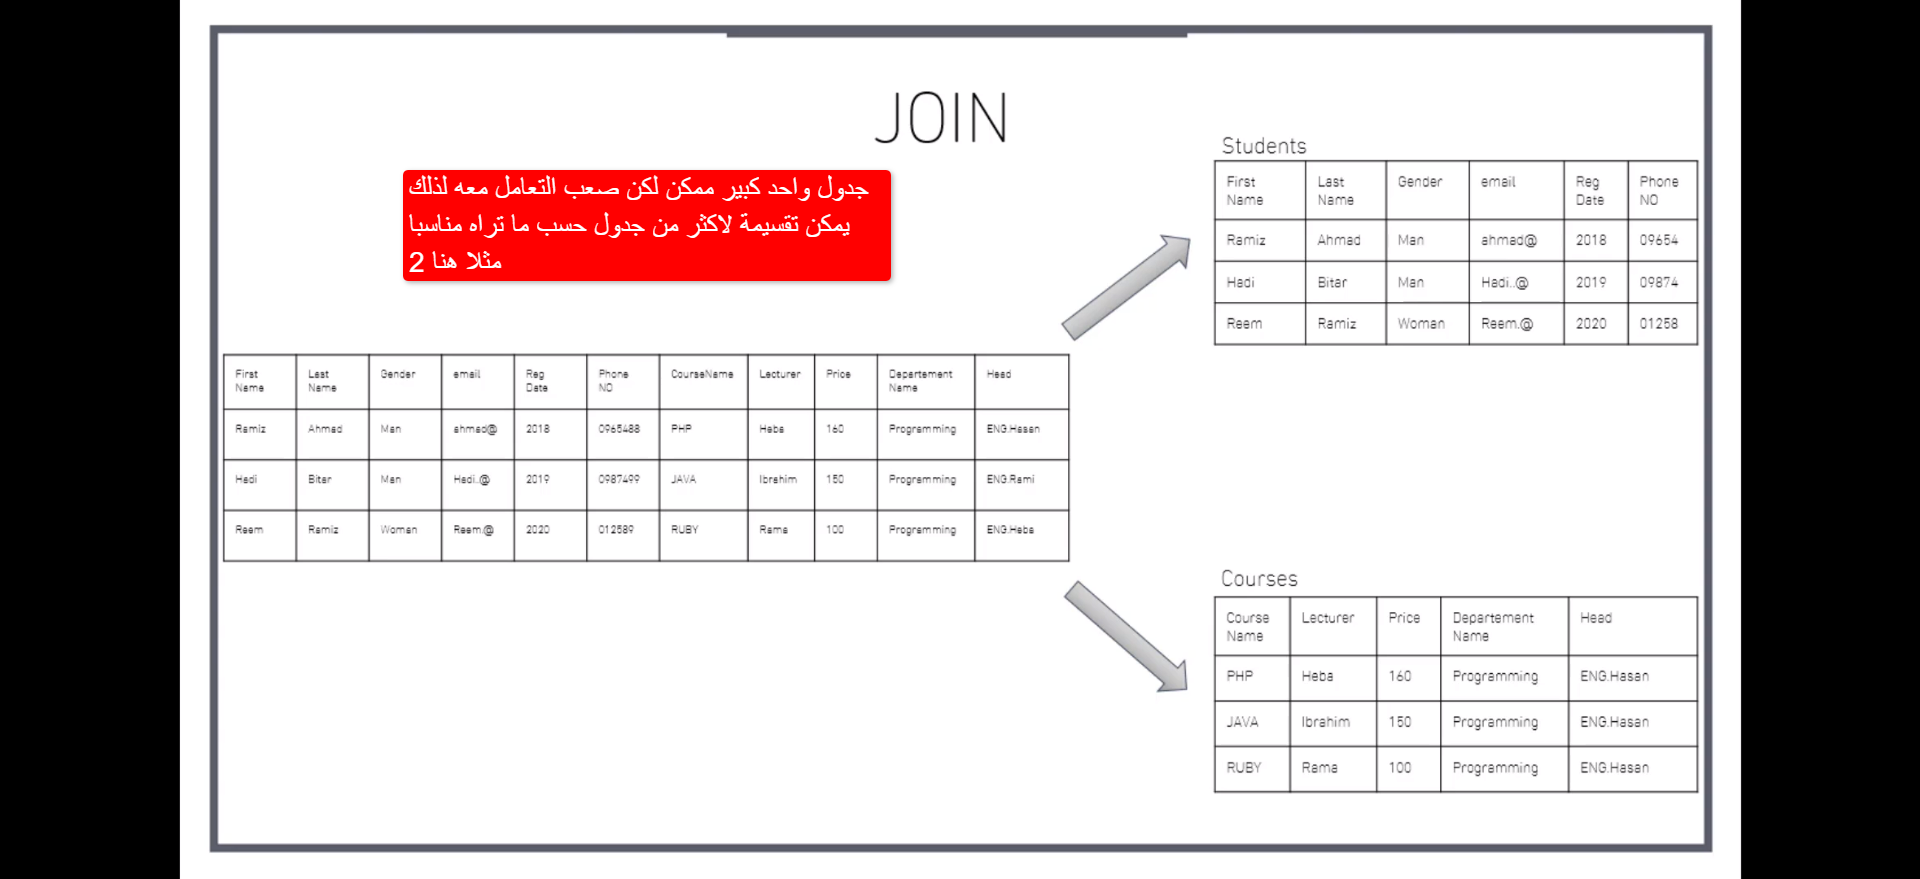 JOIN
جدول واحد كبير ممكن لكن صعب التعامل معه لذلك
يمكن تقسيمة لاكثر من جدول حسب ما تراه مناسبا
مثلا هنا 2
First Name Last Name Gender email Reg Date Phone NO CourseName Lecturer Price Departement Name Head
Ramiz Ahmad Man ahmad@ 2018 0965488 PHP Heba 160 Programming ENG.Hasan
Hadi Bitar Man Hadi..@ 2019 0987499 JAVA Ibrahim 150 Programming ENG.Rami
Reem Ramiz Woman Reem.@ 2020 012589 RUBY Rama 100 Programming ENG.Heba
Students
First Name Last Name Gender email Reg Date Phone NO
Ramiz Ahmad Man ahmad@ 2018 09654
Hadi Bitar Man Hadi..@ 2019 09874
Reem Ramiz Woman Reem.@ 2020 01258
Courses
Course Name Lecturer Price Departement Name Head
PHP Heba 160 Programming ENG.Hasan
JAVA Ibrahim 150 Programming ENG.Hasan
RUBY Rama 100 Programming ENG.Hasan